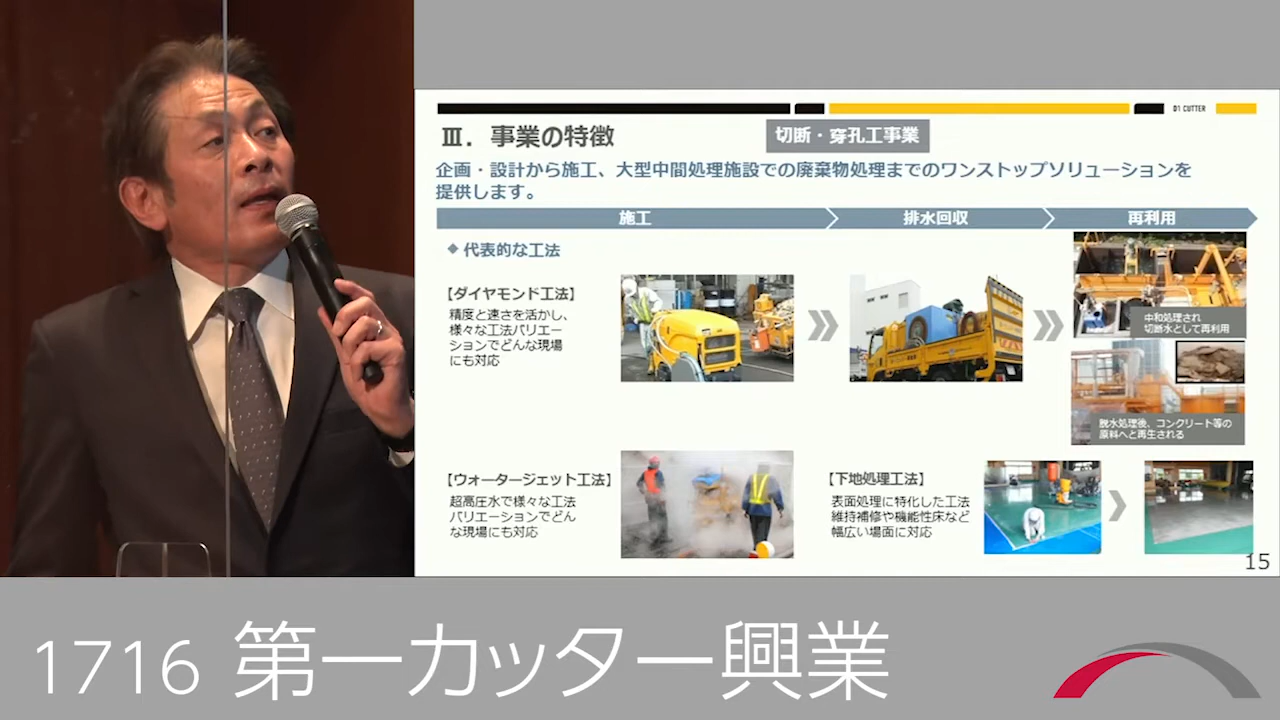 D1 CUTTER
Ⅲ．事業の特徴
切断・穿孔工事業
企画・設計から施工、大型中間処理施設での廃棄物処理までのワンストップソリューションを
提供します。
施工
排水回収
再利用
◆ 代表的な工法
【ダイヤモンド工法】
精度と速さを活かし、
様々な工法バリエー
ションでどんな現場
にも対応
中和処理され
切断水として再利用
脱水処理後、コンクリート等の
原料へと再生される
【ウォータージェット工法】
超高圧水で様々な工法
バリエーションでどん
な現場にも対応
【下地処理工法】
表面処理に特化した工法
維持補修や機能性床など
幅広い場面に対応
15
1716 第一カッター興業